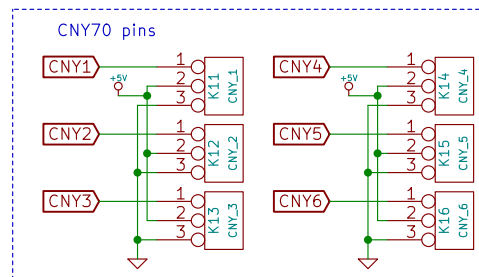 CNY70 pins
CNY1 1 K11 CNY_1
+5V 2
3
CNY2 1 K12 CNY_2
2
3
CNY3 1 K13 CNY_3
2
3
CNY4 1 K14 CNY_4
+5V 2
3
CNY5 1 K15 CNY_5
2
3
CNY6 1 K16 CNY_6
2
3